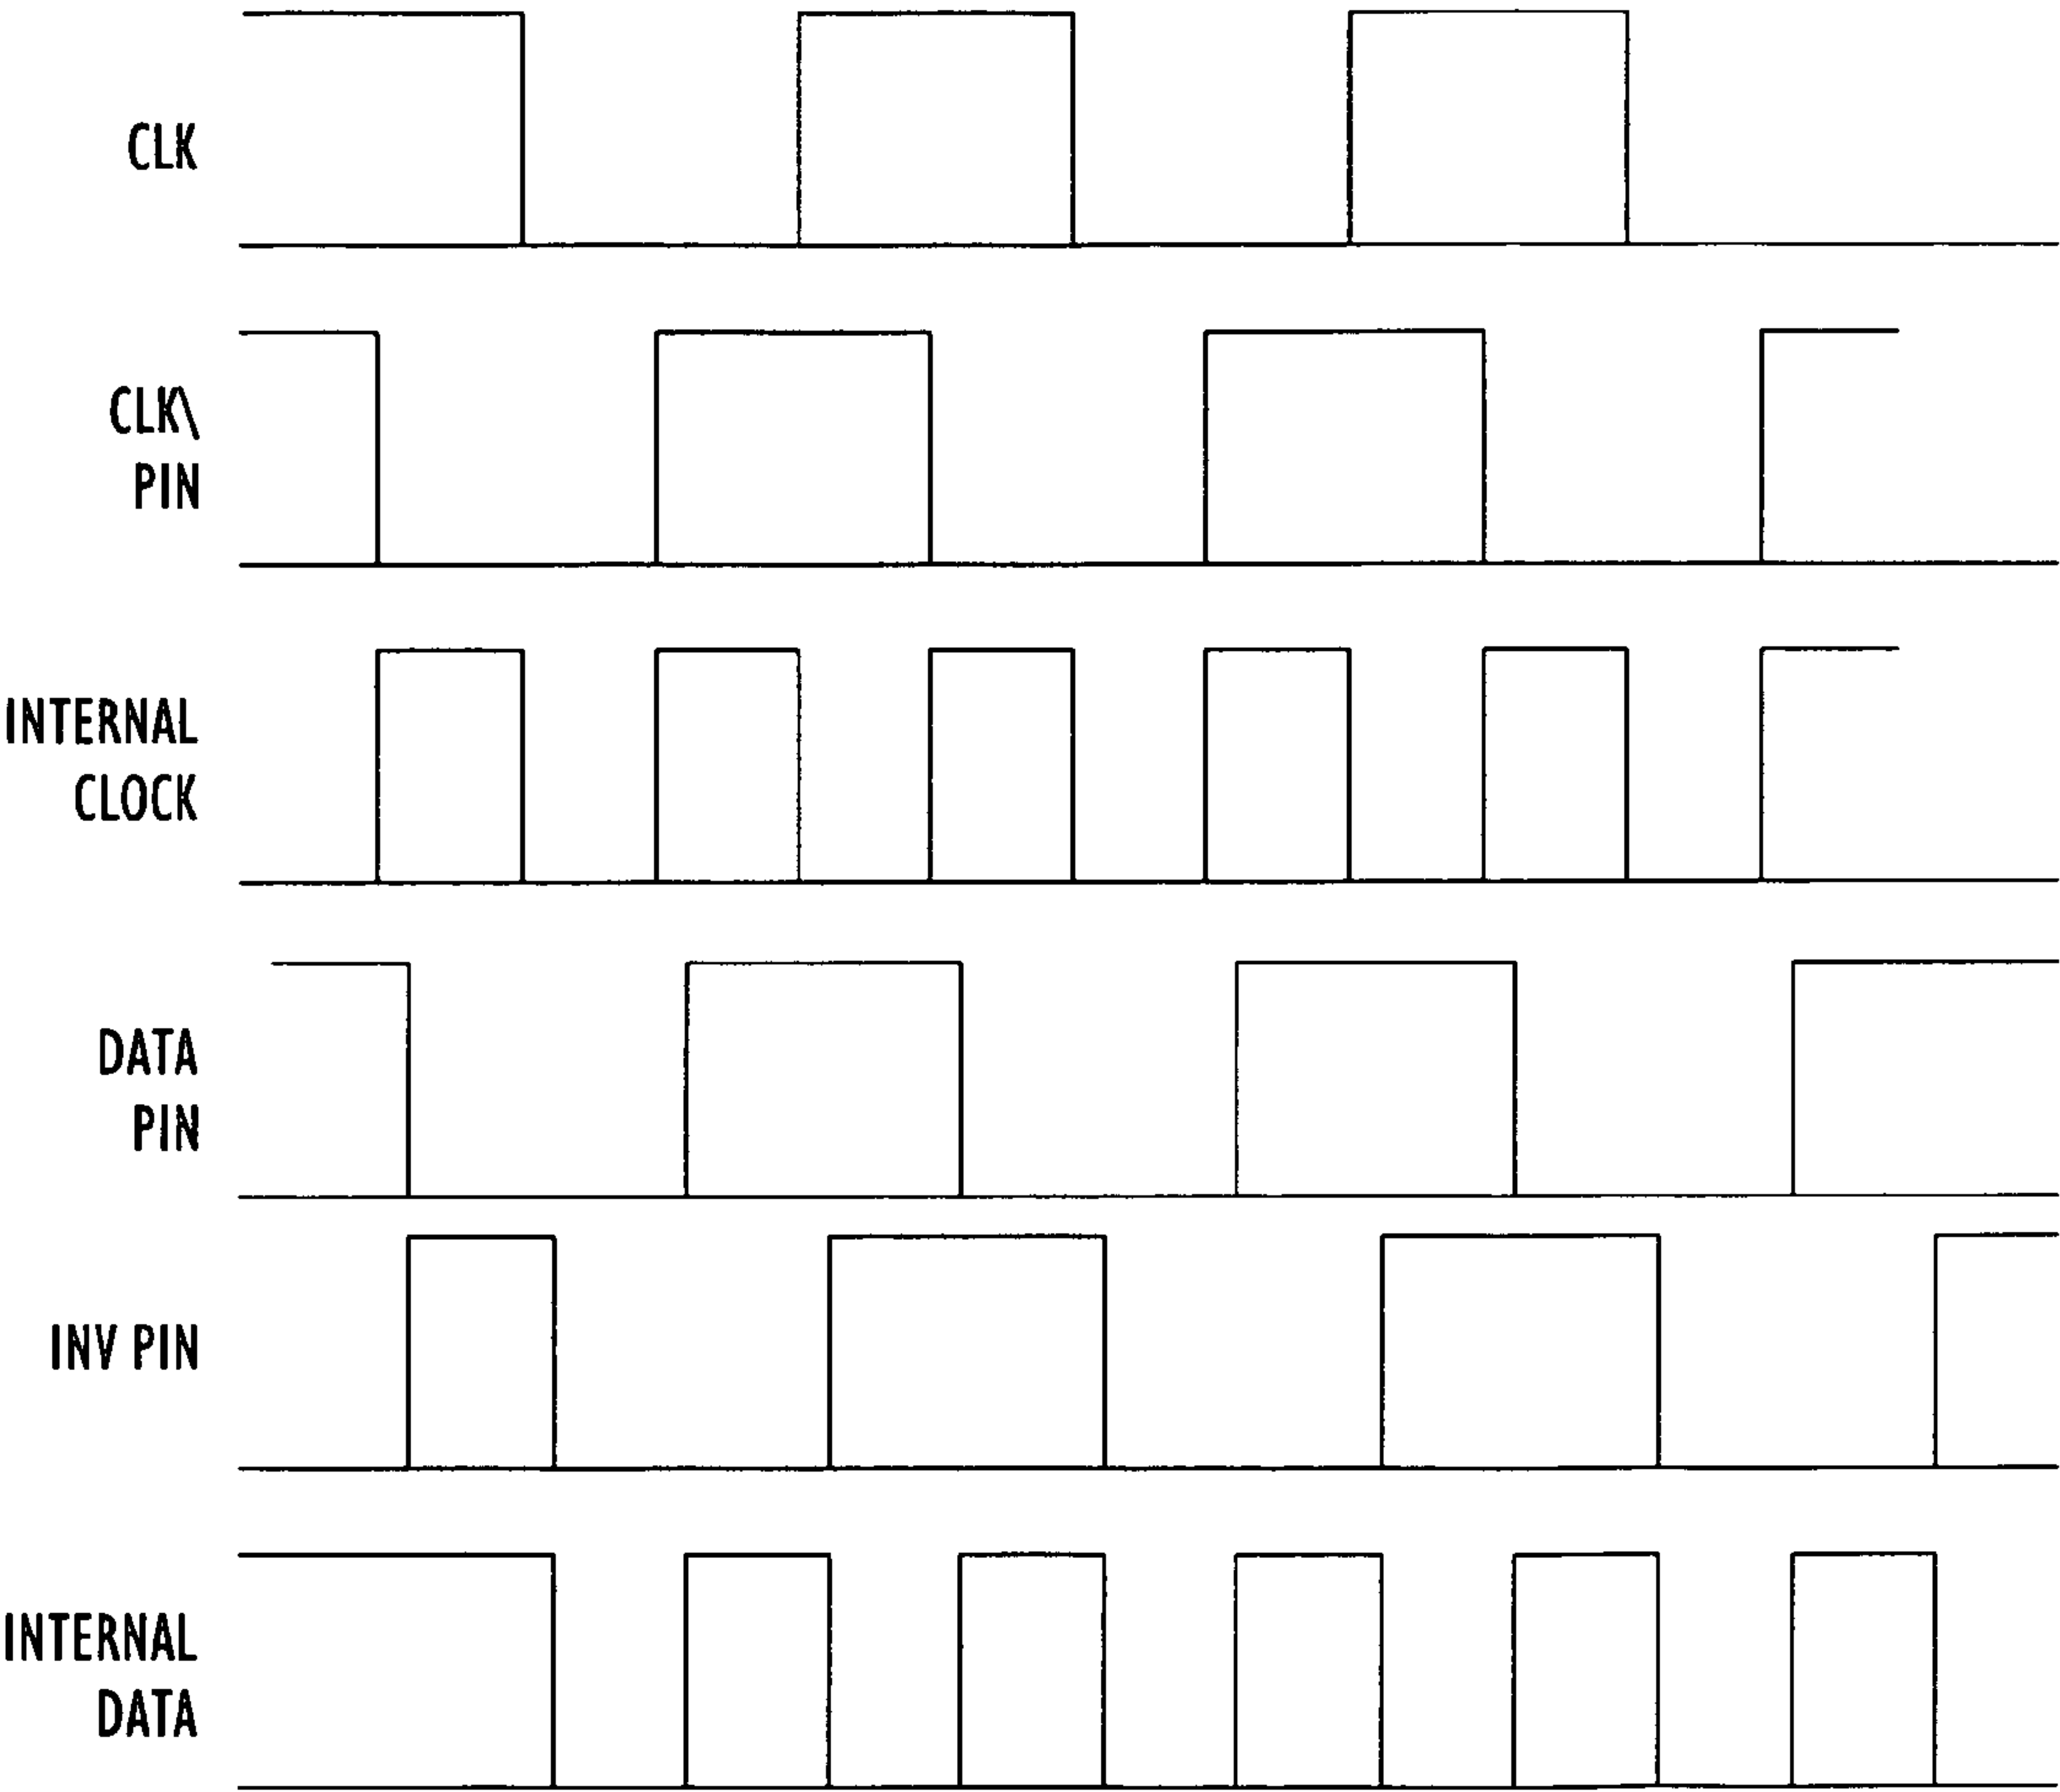 CLK
CLK\
PIN
INTERNAL
CLOCK
DATA
PIN
INV PIN
INTERNAL
DATA